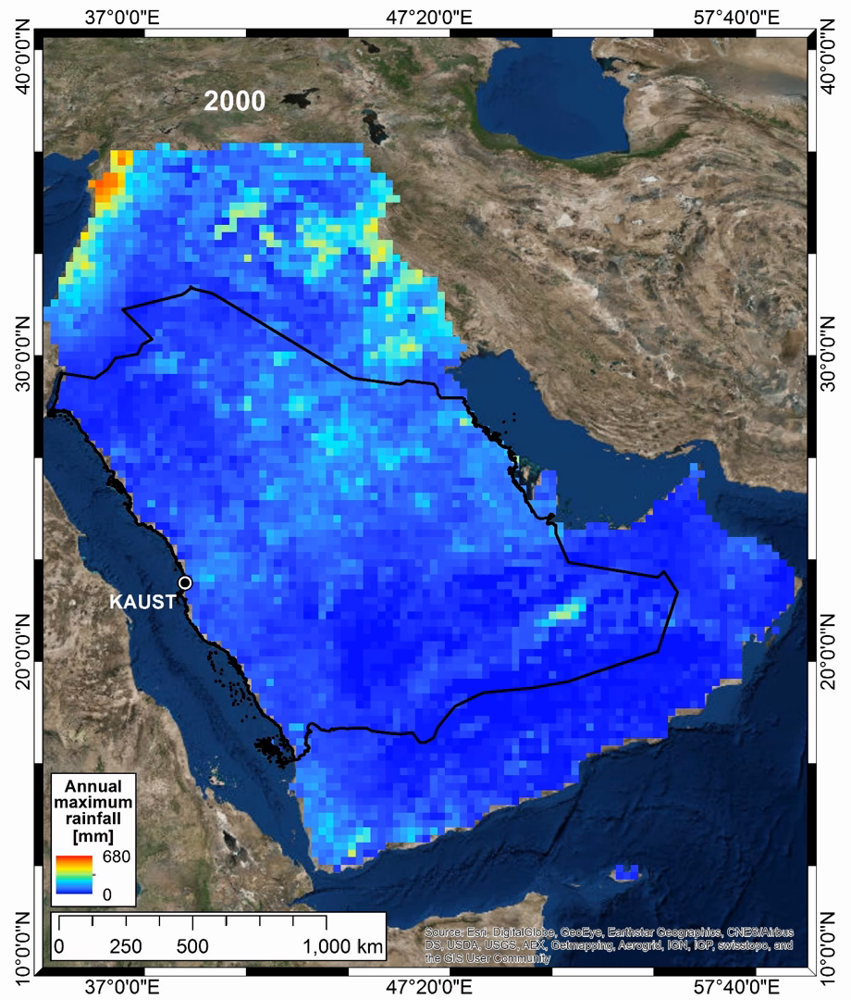 37°0'0"E 47°20'0"E 57°40'0"E
40°0'0"N 40°0'0"N
2000
30°0'0"N 30°0'0"N
KAUST
20°0'0"N 20°0'0"N
Annual
maximum
rainfall
[mm]
680
0
0 250 500 1,000 km
Source: Esri, DigitalGlobe, GeoEye, Earthstar Geographics, CNES/Airbus
DS, USDA, USGS, AEX, Getmapping, Aerogrid, IGN, IGP, swisstopo, and
the GIS User Community
10°0'0"N 10°0'0"N
37°0'0"E 47°20'0"E 57°40'0"E